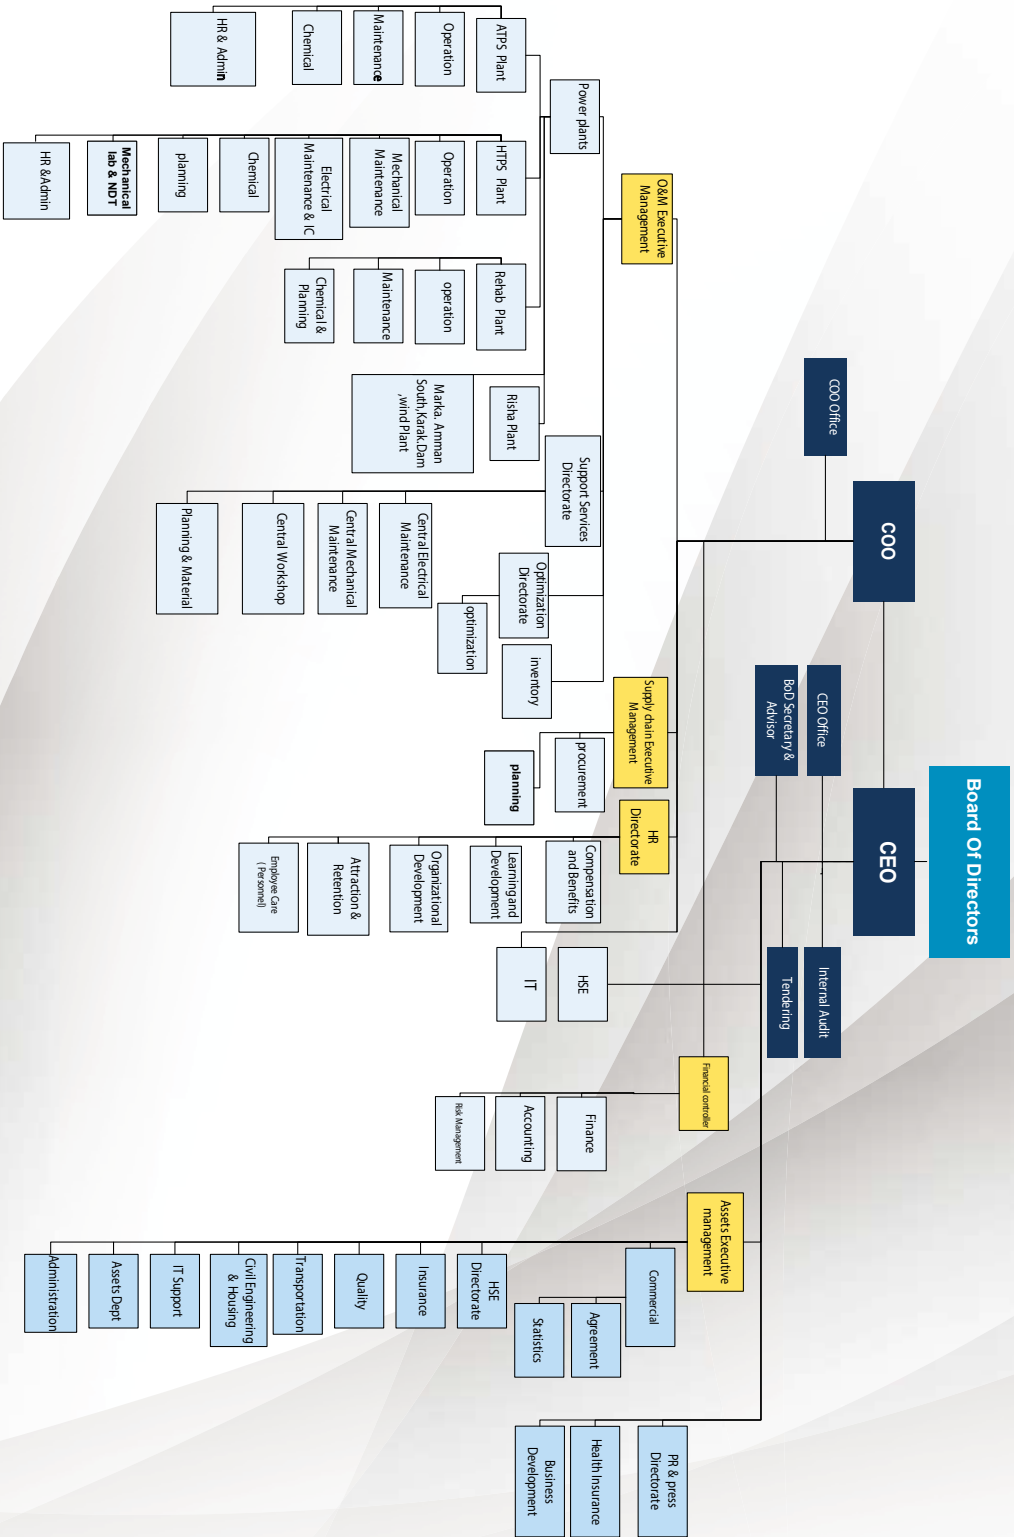 Board Of Directors
CEO
COO
CEO Office
BoD Secretary &
Advisor
Internal Audit
Tendering
COO Office
O&M Executive
Management
Supply chain Executive
Management
HR
Directorate
Financial controller
Assets Executive
management
Power plants
ATPS Plant
Operation
Maintenance
Chemical
HR & Admin
HTPS Plant
Operation
Mechanical
Maintenance
Electrical
Maintenance & IC
Chemical
planning
Mechanical
lab & NDT
HR &Admin
Rehab Plant
operation
Maintenance
Chemical &
Planning
Risha Plant
Marka. Amman
South,Karak.Dam
,wind Plant
Support Services
Directorate
Central Electrical
Maintenance
Central Mechanical
Maintenance
Central Workshop
Planning & Material
Optimization
Directorate
optimization
inventory
procurement
planning
Compensation
and Benefits
Learning and
Development
Organizational
Development
Attraction &
Retention
Employee Care
( Personnel)
HSE
IT
Finance
Accounting
Risk Management
Commercial
Agreement
Statistics
HSE
Directorate
Insurance
Quality
Transportation
Civil Engineering
& Housing
IT Support
Assets Dept
Administration
PR & press
Directorate
Health Insurance
Business
Development